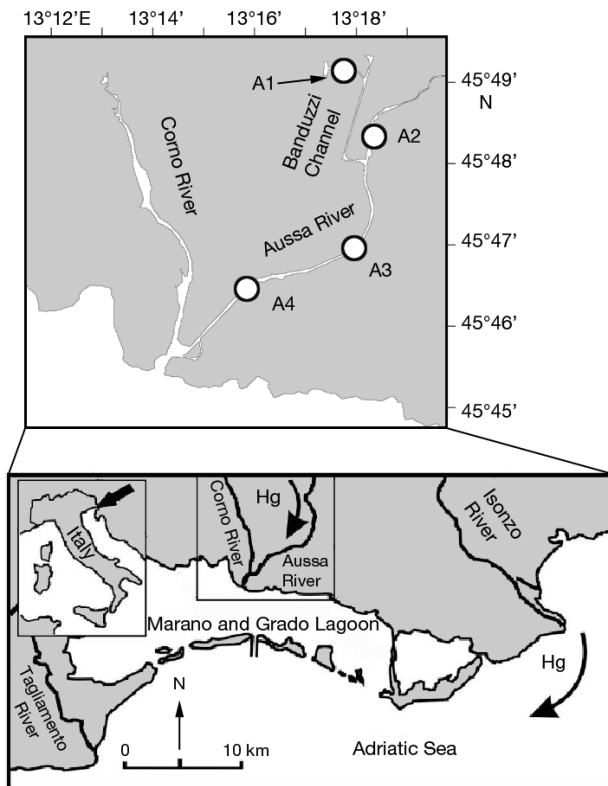 13°12'E 13°14' 13°16' 13°18'
A1
45°49'
N
Banduzzi
Channel
A2
Corno River
45°48'
Aussa River
45°47'
A3
A4
45°46'
45°45'
Italy
Corno River
Hg
Aussa
River
Isonzo
River
Marano and Grado Lagoon
Hg
Tagliamento
River
N
0 10 km
Adriatic Sea